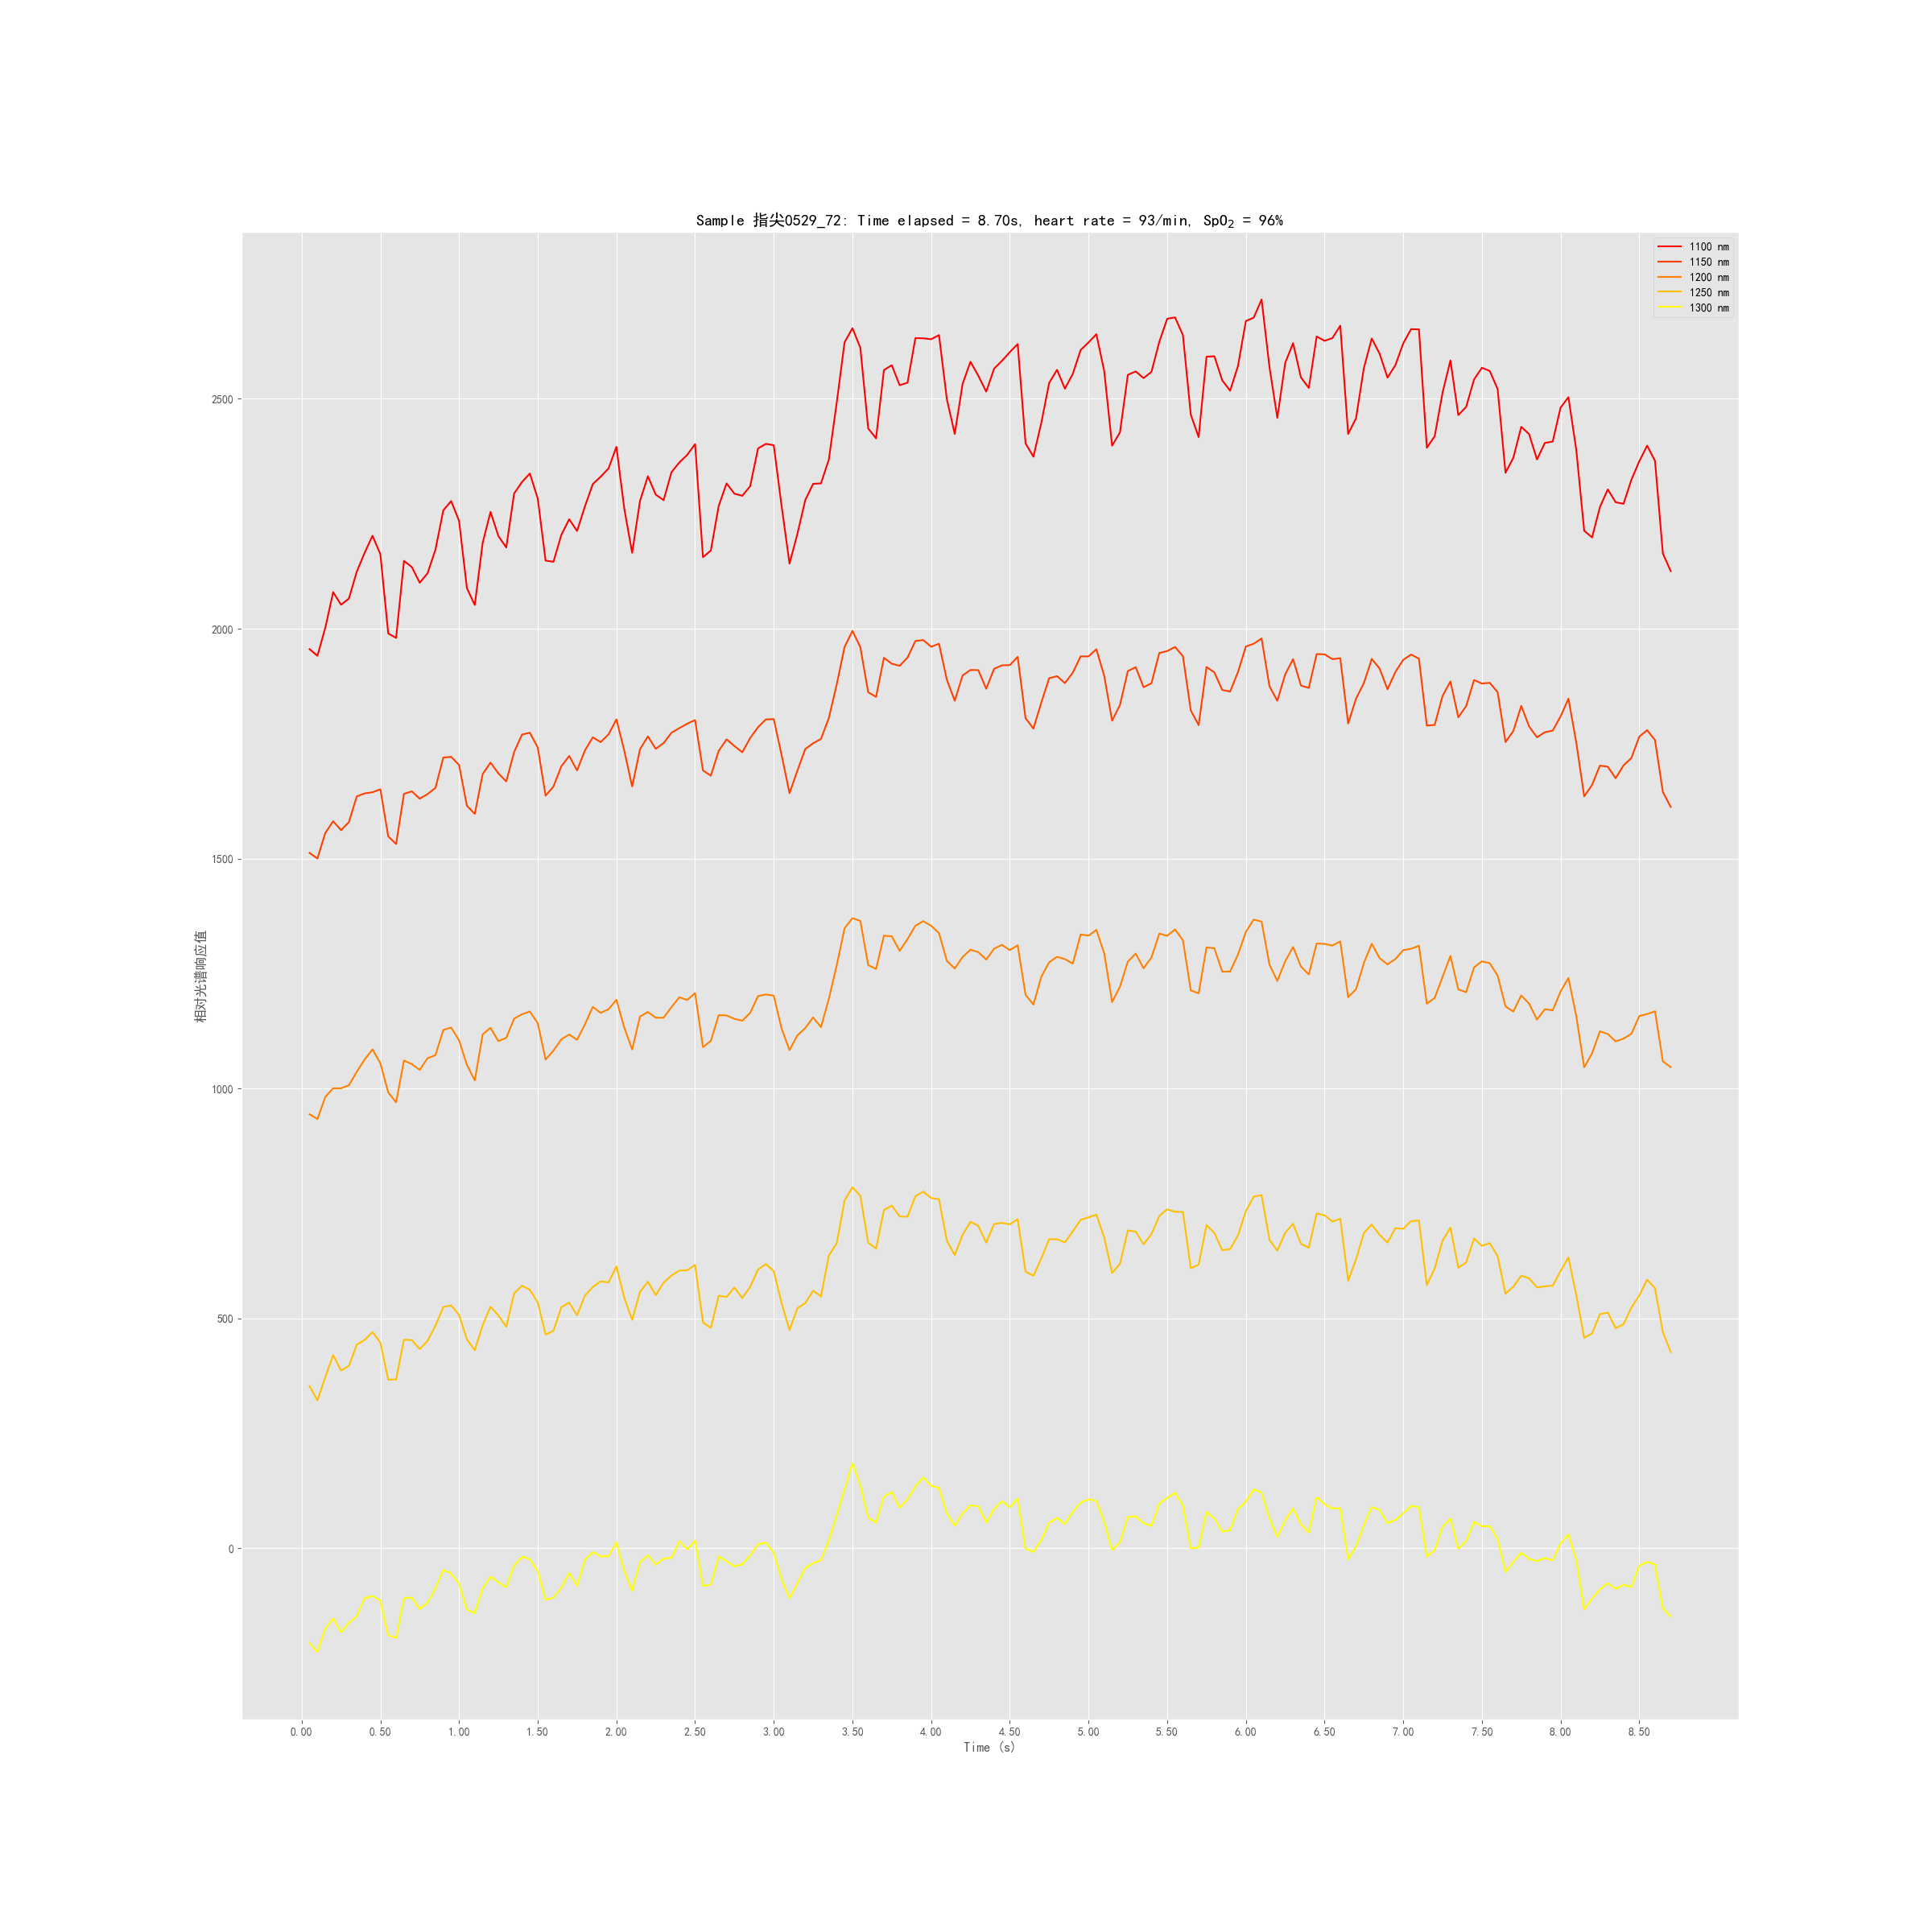 Sample 指尖0529_72: Time elapsed = 8.70s, heart rate = 93/min, SpO2 = 96%
1100 nm
1150 nm
1200 nm
1250 nm
1300 nm
2500
2000
1500
1000
500
0
相对光谱响应值
0.00 0.50 1.00 1.50 2.00 2.50 3.00 3.50 4.00 4.50 5.00 5.50 6.00 6.50 7.00 7.50 8.00 8.50
Time (s)